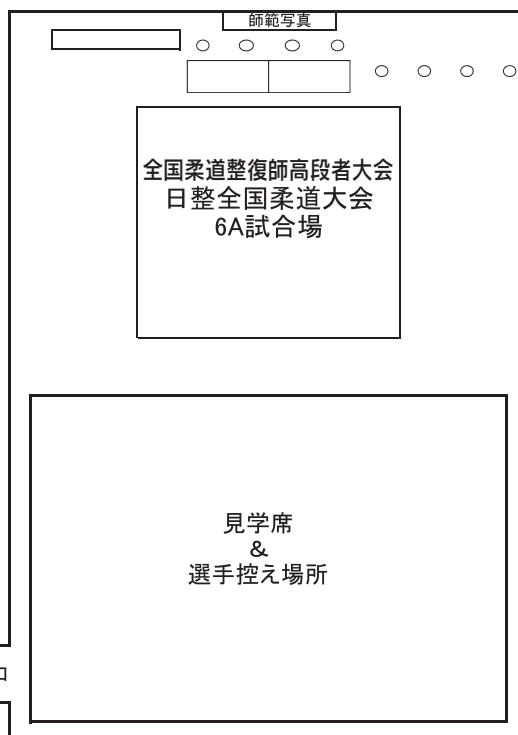 師範写真
全国柔道整復師高段者大会
日整全国柔道大会
6A試合場
見学席
&
選手控え場所
口